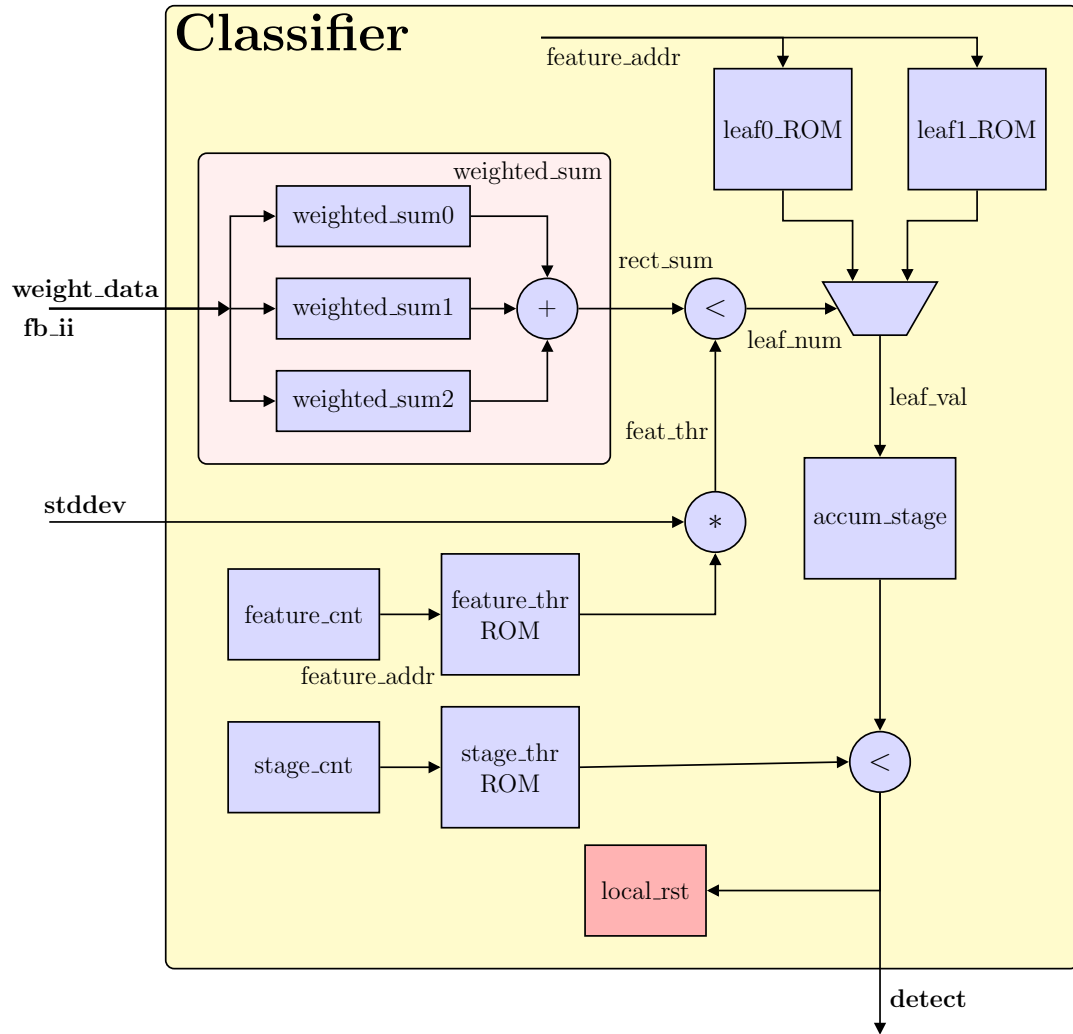 Classifier
feature_addr
leaf0_ROM
leaf1_ROM
weighted_sum
weighted_sum0
rect_sum
weight_data
weighted_sum1
+
<
fb_ii
leaf_num
weighted_sum2
leaf_val
feat_thr
stddev
*
accum_stage
feature_cnt
feature_thr
ROM
feature_addr
stage_cnt
stage_thr
ROM
<
local_rst
detect